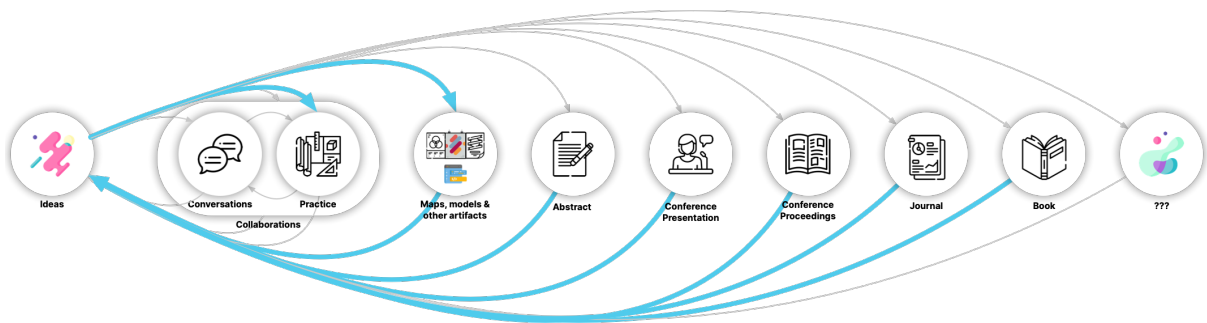 Ideas
Conversations
Practice
Collaborations
Maps, models &
other artifacts
Abstract
Conference
Presentation
Conference
Proceedings
Journal
Book
???